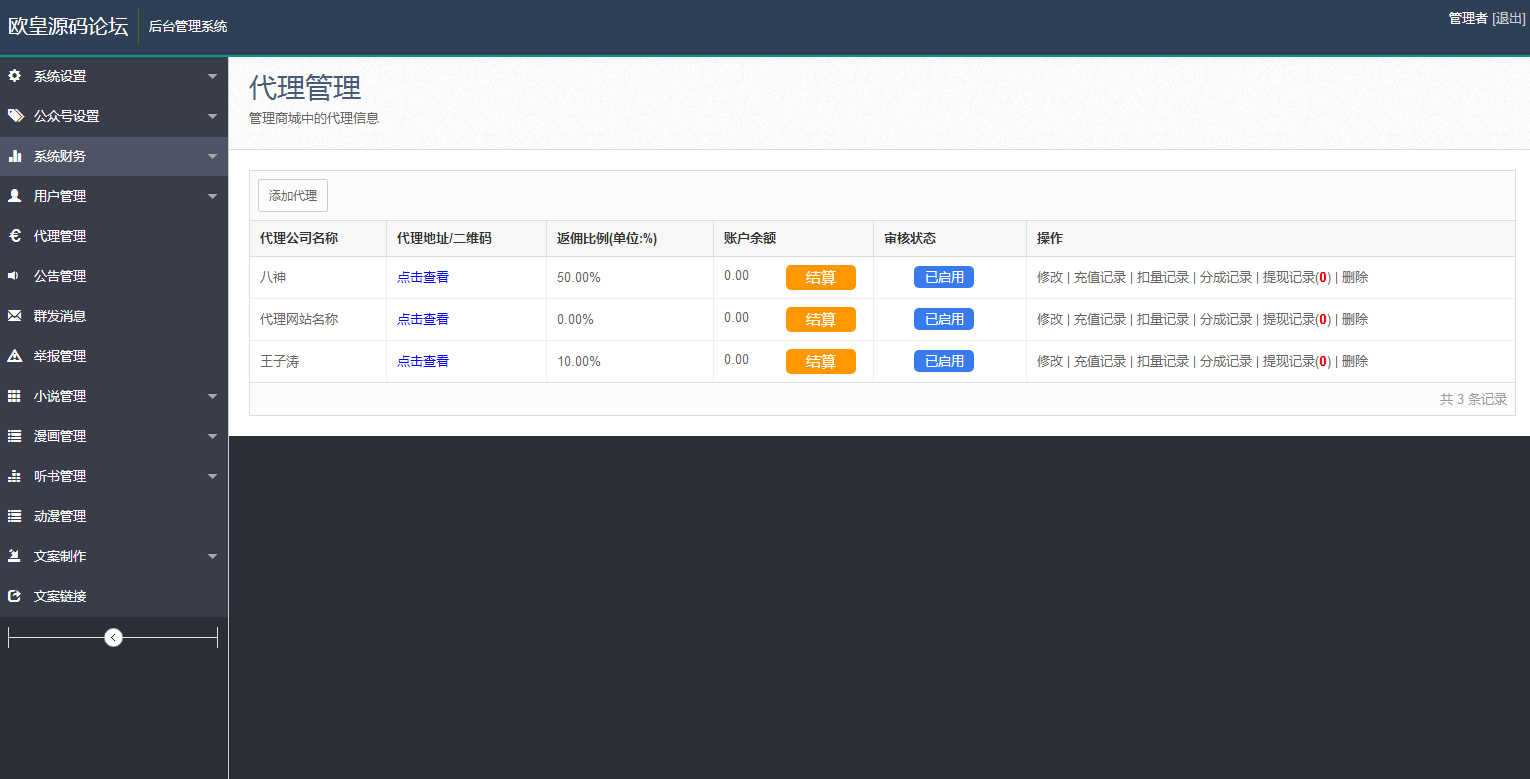 欧皇源码论坛 后台管理系统 管理者 [退出]
系统设置
公众号设置
系统财务
用户管理
代理管理
公告管理
群发消息
举报管理
小说管理
漫画管理
听书管理
动漫管理
文案制作
文案链接
代理管理
管理商城中的代理信息
添加代理
代理公司名称 代理地址/二维码 返佣比例(单位:%) 账户余额 审核状态 操作
八神 点击查看 50.00% 0.00 结算 已启用 修改 | 充值记录 | 扣量记录 | 分成记录 | 提现记录(0) | 删除
代理网站名称 点击查看 0.00% 0.00 结算 已启用 修改 | 充值记录 | 扣量记录 | 分成记录 | 提现记录(0) | 删除
王子涛 点击查看 10.00% 0.00 结算 已启用 修改 | 充值记录 | 扣量记录 | 分成记录 | 提现记录(0) | 删除
共 3 条记录